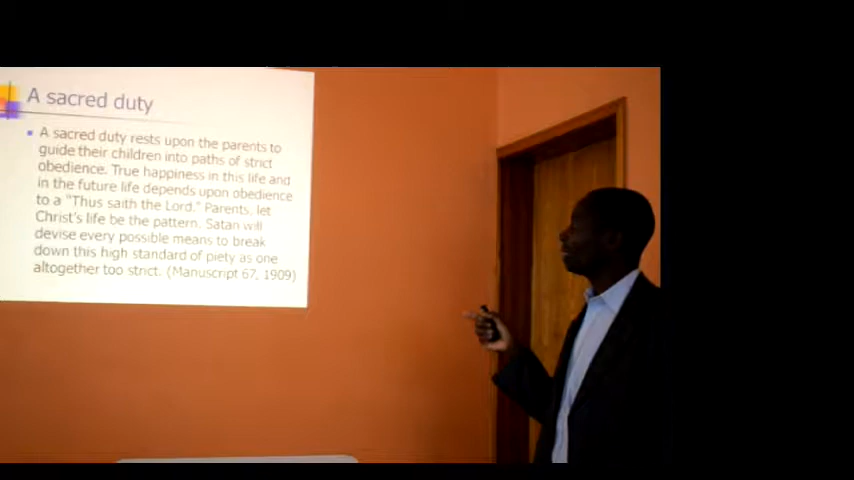 A sacred duty
A sacred duty rests upon the parents to
guide their children into paths of strict
obedience. True happiness in this life and
in the future life depends upon obedience
to a "Thus saith the Lord." Parents, let
Christ's life be the pattern. Satan will
devise every possible means to break
down this high standard of piety as one
altogether too strict. (Manuscript 67, 1909)